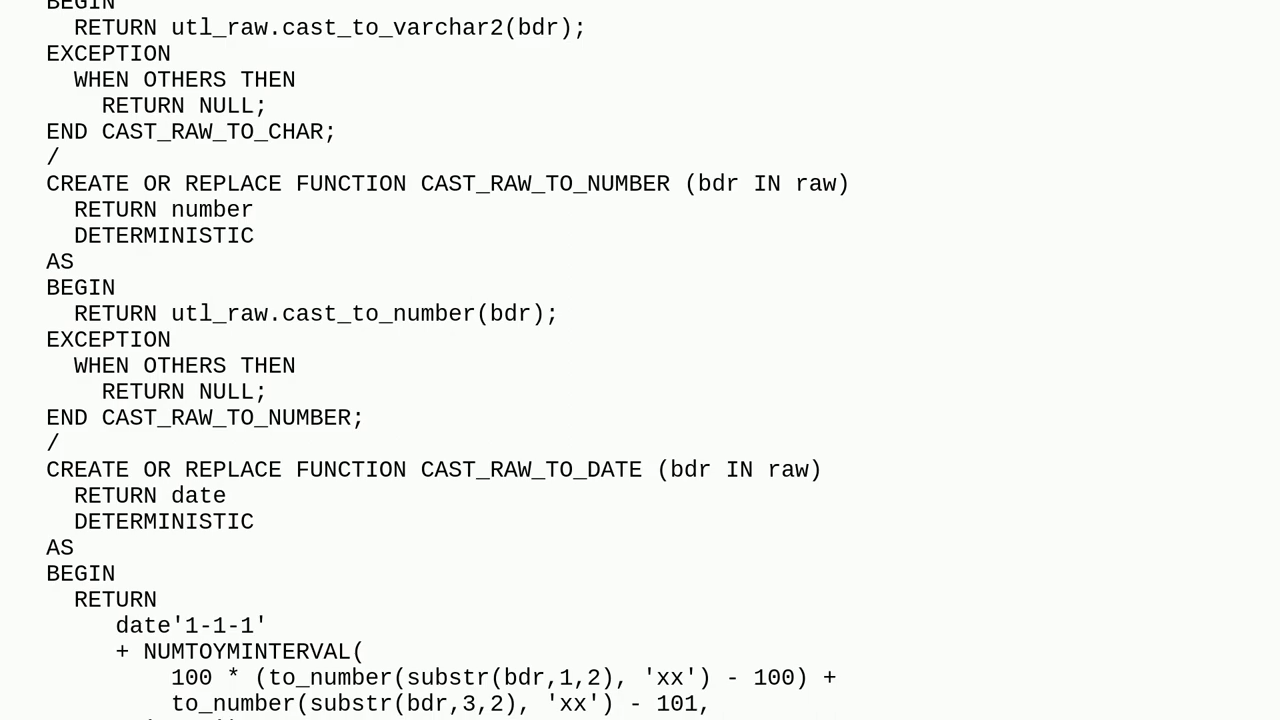 BEGIN
  RETURN utl_raw.cast_to_varchar2(bdr);
EXCEPTION
  WHEN OTHERS THEN
    RETURN NULL;
END CAST_RAW_TO_CHAR;
/
CREATE OR REPLACE FUNCTION CAST_RAW_TO_NUMBER (bdr IN raw)
  RETURN number
  DETERMINISTIC
AS
BEGIN
  RETURN utl_raw.cast_to_number(bdr);
EXCEPTION
  WHEN OTHERS THEN
    RETURN NULL;
END CAST_RAW_TO_NUMBER;
/
CREATE OR REPLACE FUNCTION CAST_RAW_TO_DATE (bdr IN raw)
  RETURN date
  DETERMINISTIC
AS
BEGIN
  RETURN
     date'1-1-1'
     + NUMTOYMINTERVAL(
         100 * (to_number(substr(bdr,1,2), 'xx') - 100) +
         to_number(substr(bdr,3,2), 'xx') - 101,